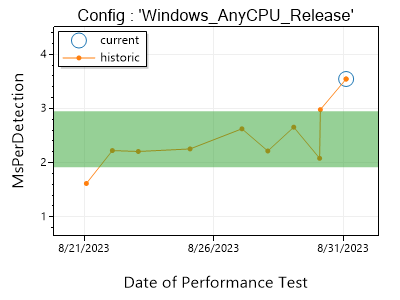 Config : 'Windows_AnyCPU_Release'
current
historic
4
3
2
1
MsPerDetection
8/21/2023
8/26/2023
8/31/2023
Date of Performance Test